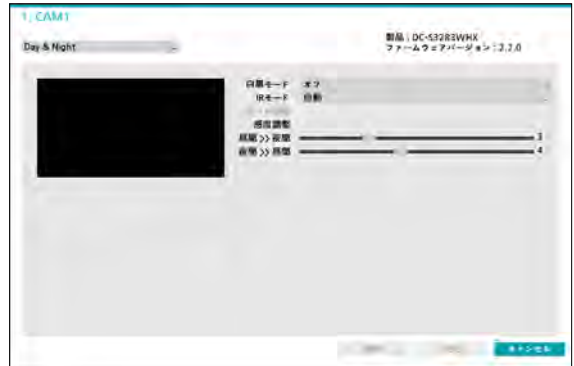 1. CAM1
Day & Night
製品 : DC-S3283WHX
ファームウェアバージョン : 2.2.0
白黒モード オフ
IRモード 自動
感度調整
昼間 >> 夜間 3
夜間 >> 昼間 4
キャンセル